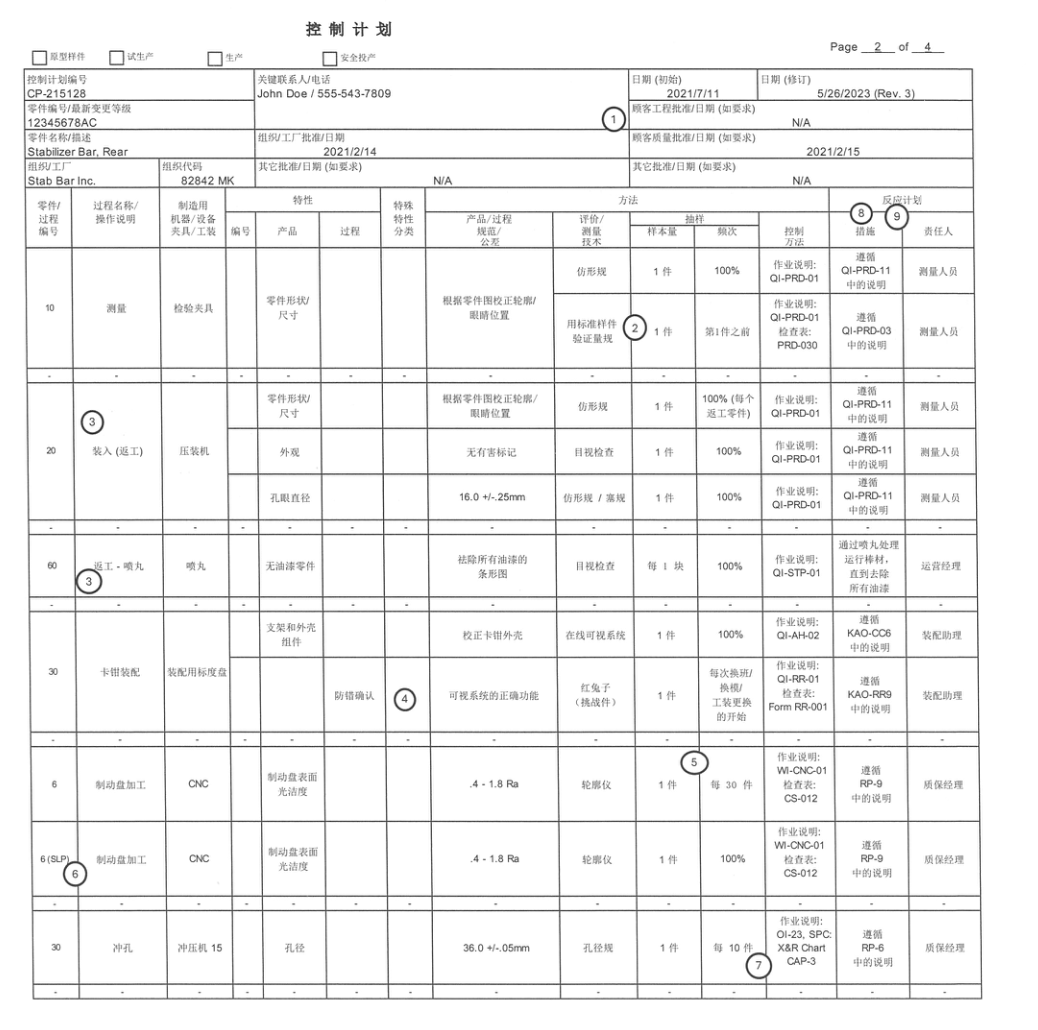 控制计划
Page 2 of 4
原型样件 试生产 生产 安全投产
控制计划编号 关键联系人/电话 日期 (初始) 日期 (修订)
CP-215128 John Doe / 555-543-7809 2021/7/11 5/26/2023 (Rev. 3)
零件编号/最新变更等级 ① 顾客工程批准/日期 (如要求)
12345678AC N/A
零件名称/描述 组织/工厂批准/日期 顾客质量批准/日期 (如要求)
Stabilizer Bar, Rear 2021/2/14 2021/2/15
组织/工厂 组织代码 其它批准/日期 (如要求) 其它批准/日期 (如要求)
Stab Bar Inc. 82842 MK N/A N/A
零件/
过程
编号
过程名称/
操作说明
制造用
机器/设备
夹具/工装
特性
编号 产品 过程
特殊
特性
分类
方法
产品/过程
规范/
公差
评价/
测量
技术
抽样
样本量 频次
控制
方法
反应计划
⑧ ⑨
措施 责任人
10
测量
检验夹具
零件形状/
尺寸
根据零件图校正轮廓/
眼睛位置
仿形规
1 件
100%
作业说明:
QI-PRD-01
遵循
QI-PRD-11
中的说明
测量人员
用标准样件
验证量规
②
1 件
第1件之前
作业说明:
QI-PRD-01
检查表:
PRD-030
遵循
QI-PRD-03
中的说明
测量人员
- - - - - - - - - - - - -
20
③
装入 (返工)
压装机
零件形状/
尺寸
根据零件图校正轮廓/
眼睛位置
仿形规
1 件
100% (每个
返工零件)
作业说明:
QI-PRD-01
遵循
QI-PRD-11
中的说明
测量人员
外观
无有害标记
目视检查
1 件
100%
作业说明:
QI-PRD-01
遵循
QI-PRD-11
中的说明
测量人员
孔眼直径
16.0 +/-.25mm
仿形规 / 塞规
1 件
100%
作业说明:
QI-PRD-01
遵循
QI-PRD-11
中的说明
测量人员
- - - - - - - - - - - - -
60
返工 - 喷丸
③
喷丸
无油漆零件
祛除所有油漆的
条形图
目视检查
每 1 块
100%
作业说明:
QI-STP-01
通过喷丸处理
运行棒材，
直到去除
所有油漆
运营经理
- - - - - - - - - - - - -
30
卡钳装配
装配用标度盘
支架和外壳
组件
校正卡钳外壳
在线可视系统
1 件
100%
作业说明:
QI-AH-02
遵循
KAO-CC6
中的说明
装配助理
防错确认
④
可视系统的正确功能
红兔子
（挑战件）
1 件
每次换班/
换模/
工装更换
的开始
作业说明:
QI-RR-01
检查表:
Form RR-001
遵循
KAO-RR9
中的说明
装配助理
- - - - - - - - - - - - -
6
制动盘加工
CNC
制动盘表面
光洁度
.4 - 1.8 Ra
轮廓仪
1 件
⑤
每 30 件
作业说明:
WI-CNC-01
检查表:
CS-012
遵循
RP-9
中的说明
质保经理
6 (SLP)
⑥
制动盘加工
CNC
制动盘表面
光洁度
.4 - 1.8 Ra
轮廓仪
1 件
100%
作业说明:
WI-CNC-01
检查表:
CS-012
遵循
RP-9
中的说明
质保经理
- - - - - - - - - - - - -
30
冲孔
冲压机 15
孔径
36.0 +/-.05mm
孔径规
1 件
每 10 件
⑦
作业说明:
OI-23, SPC:
X&R Chart
CAP-3
遵循
RP-6
中的说明
质保经理
- - - - - - - - - - - - -